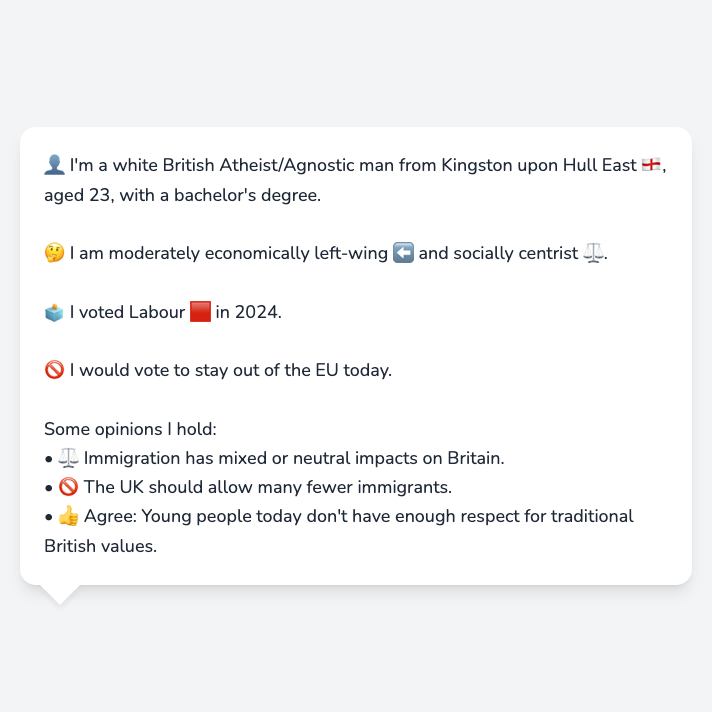 👤 I'm a white British Atheist/Agnostic man from Kingston upon Hull East 🏴󠁧󠁢󠁥󠁮󠁧󠁿,
aged 23, with a bachelor's degree.
🤔 I am moderately economically left-wing ⬅️ and socially centrist ⚖️.
🗳️ I voted Labour 🟥 in 2024.
🚫 I would vote to stay out of the EU today.
Some opinions I hold:
• ⚖️ Immigration has mixed or neutral impacts on Britain.
• 🚫 The UK should allow many fewer immigrants.
• 👍 Agree: Young people today don't have enough respect for traditional
British values.